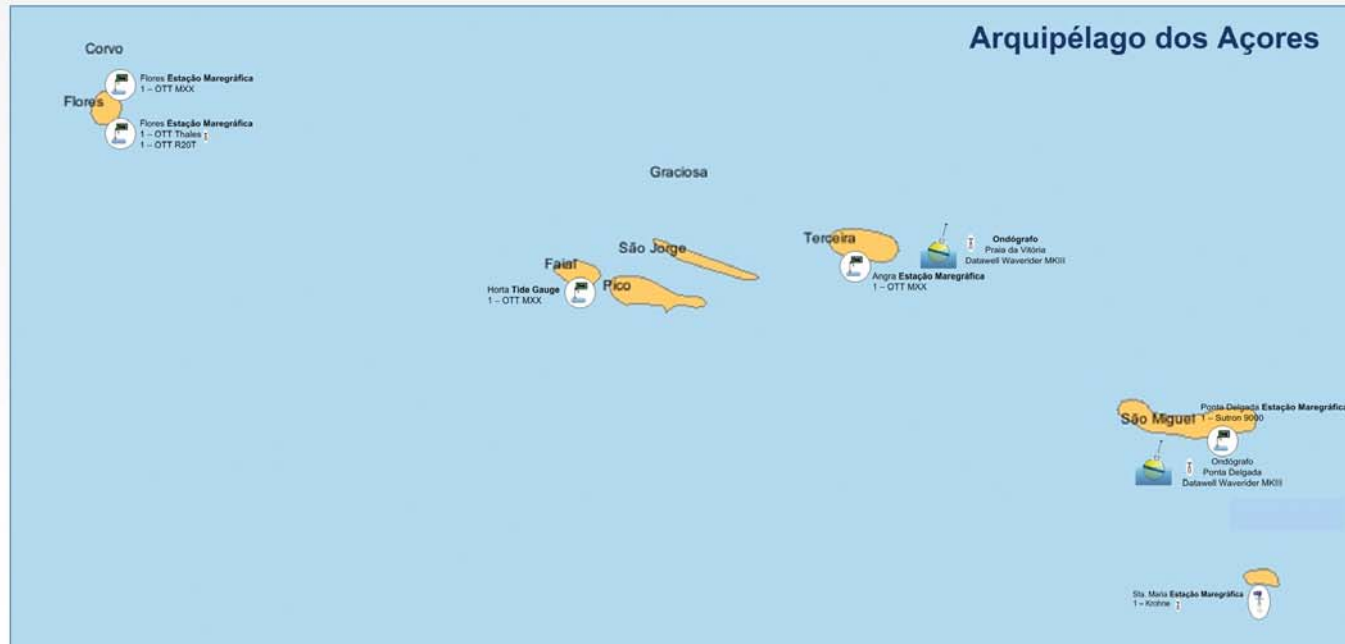 Arquipélago dos Açores
Corvo
Flores Estação Maregráfica
1 – OTT MXX
Flores
Flores Estação Maregráfica
1 – OTT Thales
1 – OTT R20T
Graciosa
São Jorge
Terceira
Ondógrafo
Praia da Vitória
Datawell Waverider MKIII
Faial
Pico
Angra Estação Maregráfica
1 – OTT MXX
Horta Tide Gauge
1 – OTT MXX
São Miguel
Ponta Delgada Estação Maregráfica
1 – Sutron 9000
Ondógrafo
Ponta Delgada
Datawell Waverider MKIII
Sta. Maria Estação Maregráfica
1 – Krohne